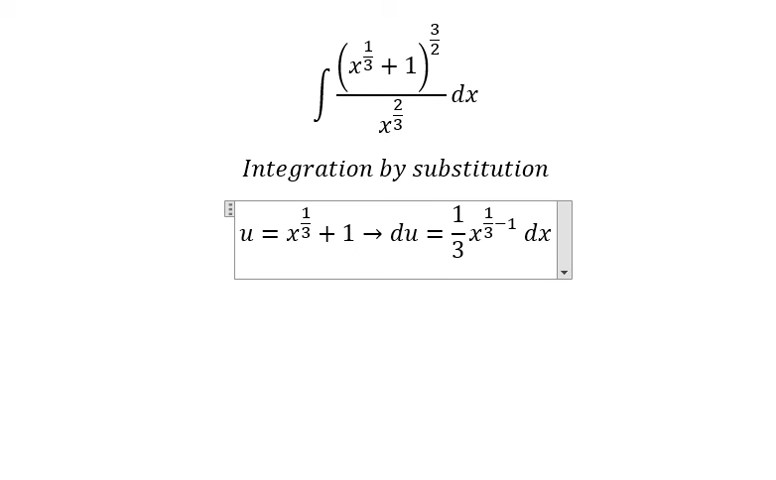 ∫ (x^(1/3) + 1)^(3/2) / x^(2/3) dx
Integration by substitution
u = x^(1/3) + 1 → du = 1/3 x^(1/3 − 1) dx